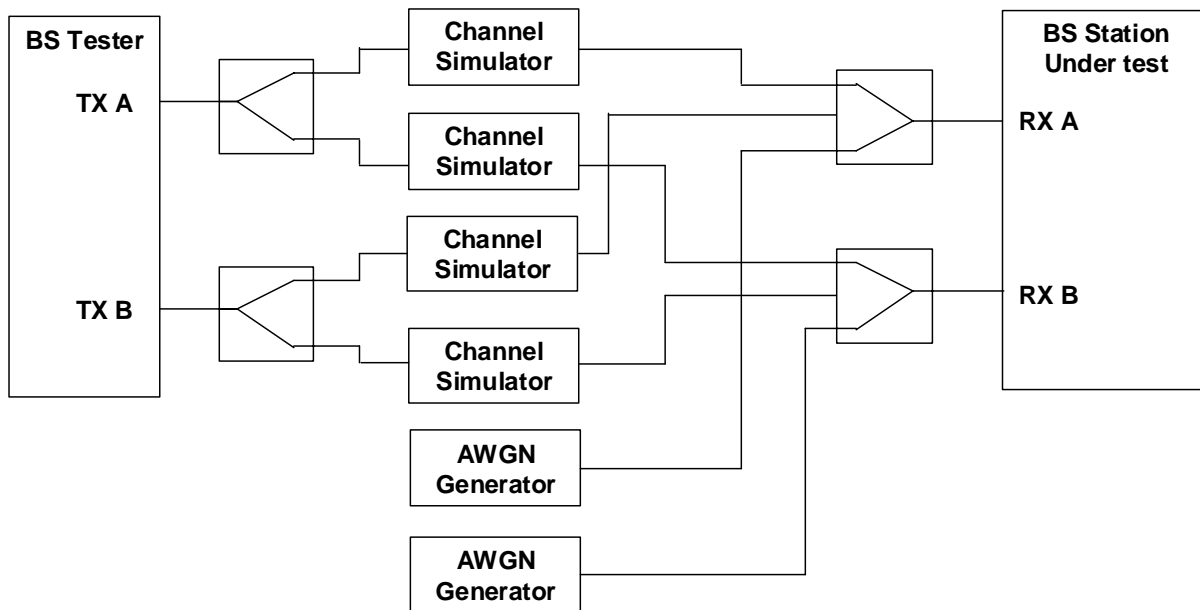 BS Tester
TX A
TX B
Channel
Simulator
Channel
Simulator
Channel
Simulator
Channel
Simulator
AWGN
Generator
AWGN
Generator
BS Station
Under test
RX A
RX B